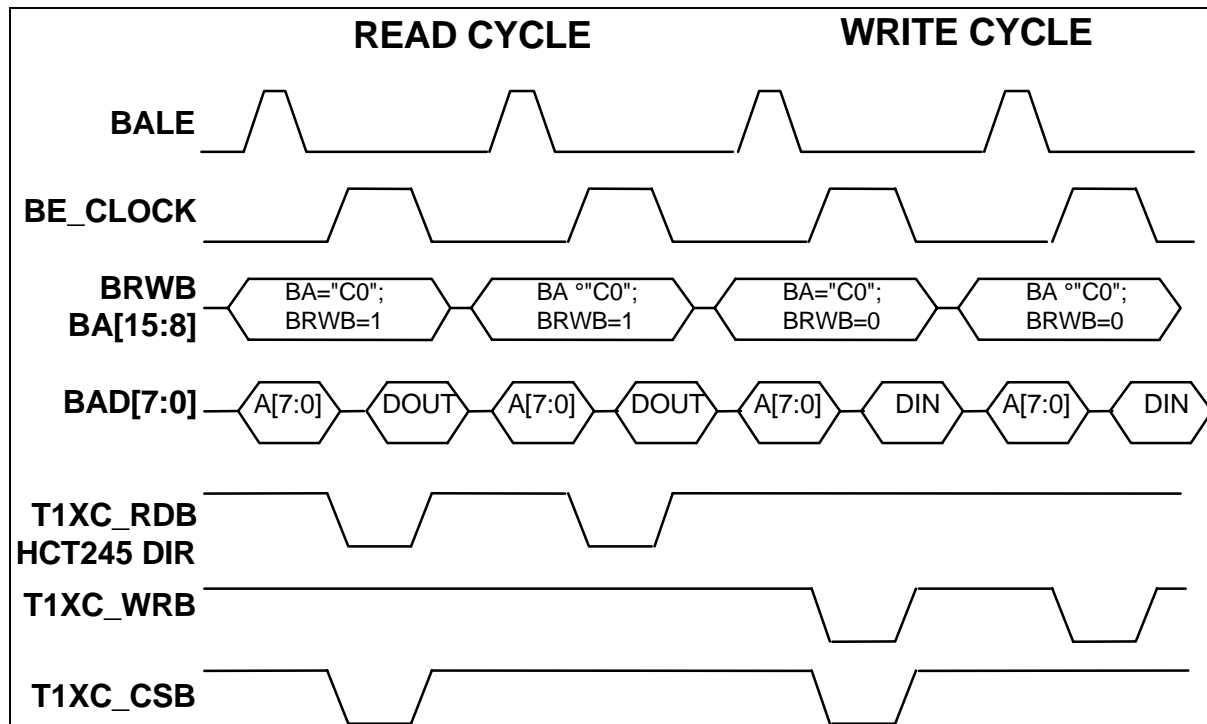 READ CYCLE WRITE CYCLE
BALE
BE_CLOCK
BRWB
BA[15:8]
BA="C0"; BA °"C0"; BA="C0"; BA °"C0";
BRWB=1 BRWB=1 BRWB=0 BRWB=0
BAD[7:0] A[7:0] DOUT A[7:0] DOUT A[7:0] DIN A[7:0] DIN
T1XC_RDB
HCT245 DIR
T1XC_WRB
T1XC_CSB